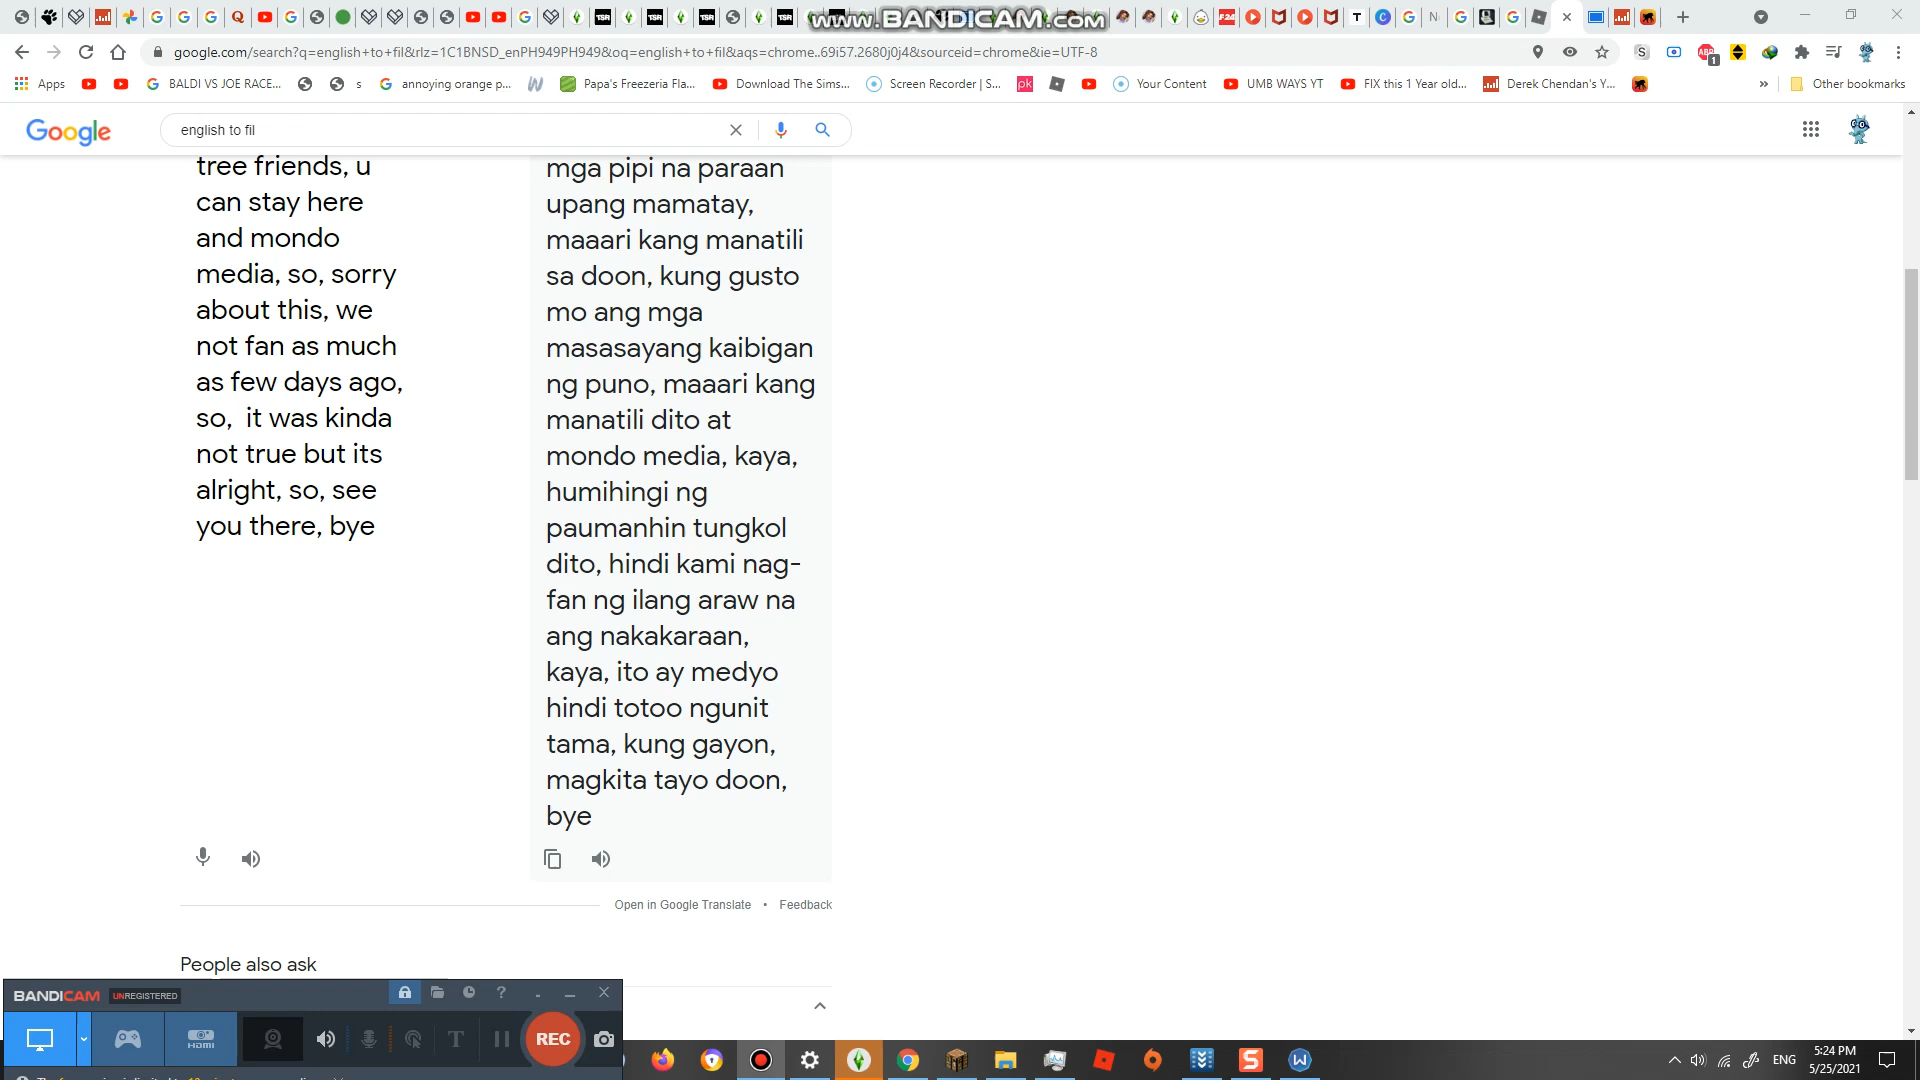 www.BANDICAM.com
google.com/search?q=english+to+fil&rlz=1C1BNSD_enPH949PH949&oq=english+to+fil&aqs=chrome..69i57.2680j0j4&sourceid=chrome&ie=UTF-8
Apps
BALDI VS JOE RACE...
s
annoying orange p...
Papa's Freezeria Fla...
Download The Sims...
Screen Recorder | S...
Your Content
UMB WAYS YT
FIX this 1 Year old...
Derek Chendan's Y...
Other bookmarks
Google
english to fil
tree friends, u
can stay here
and mondo
media, so, sorry
about this, we
not fan as much
as few days ago,
so, it was kinda
not true but its
alright, so, see
you there, bye
mga pipi na paraan
upang mamatay,
maaari kang manatili
sa doon, kung gusto
mo ang mga
masasayang kaibigan
ng puno, maaari kang
manatili dito at
mondo media, kaya,
humihingi ng
paumanhin tungkol
dito, hindi kami nag-
fan ng ilang araw na
ang nakakaraan,
kaya, ito ay medyo
hindi totoo ngunit
tama, kung gayon,
magkita tayo doon,
bye
Open in Google Translate • Feedback
People also ask
BANDICAM UNREGISTERED
HDMI
REC
ENG
5:24 PM
5/25/2021